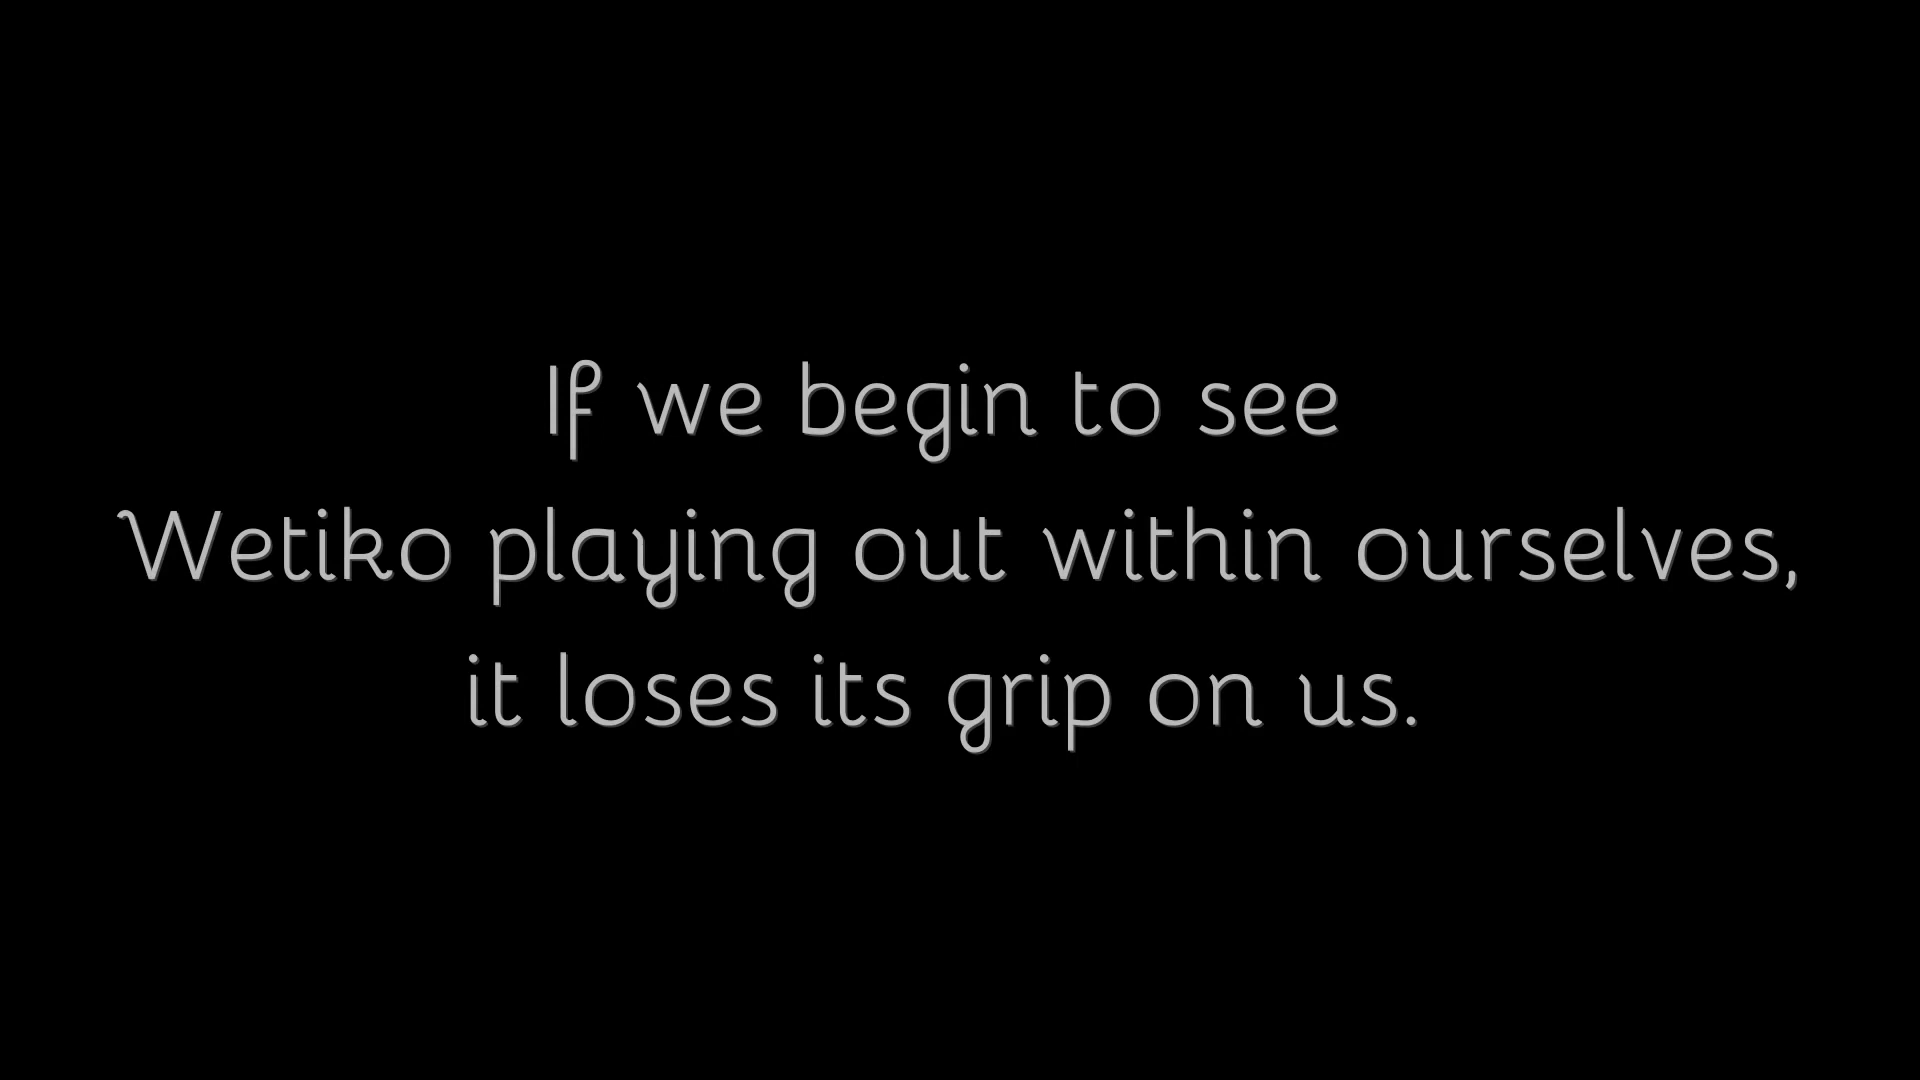 If we begin to see
Wetiko playing out within ourselves,
it loses its grip on us.